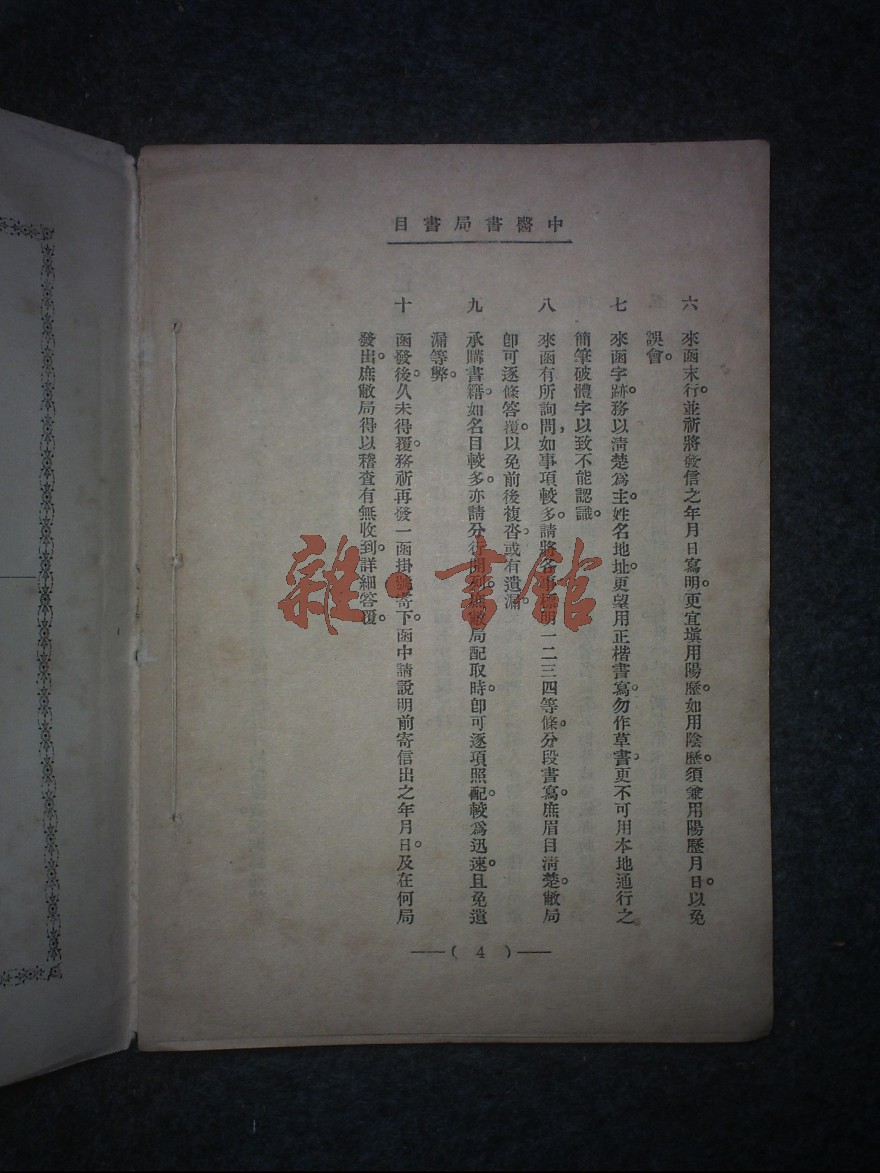 中醫書局書目
六　來函末行。並祈將發信之年月日寫明。更宜塡用陽歷。如用陰歷。須兼用陽歷月日。以免
誤會。
七　來函字跡。務以清楚爲主。姓名地址。更望用正楷書寫。勿作草書。更不可用本地通行之
簡筆破體字以致不能認識。
八　來函有所詢問，如事項較多。請將各事標明一二三四等條。分段書寫。庶眉目清楚。敝局
卽可逐條答覆。以免前後複沓。或有遺漏。
九　承購書籍。如名目較多。亦請分行開列。庶敝局配取時。卽可逐項照配。較爲迅速。且免遺
漏等弊。
十　函發後。久未得覆。務祈再發一函掛號寄下。函中請說明前寄信出之年月日。及在何局
發出。庶敝局得以稽查有無收到。詳細答覆。
——( 4 )——
雜·書館